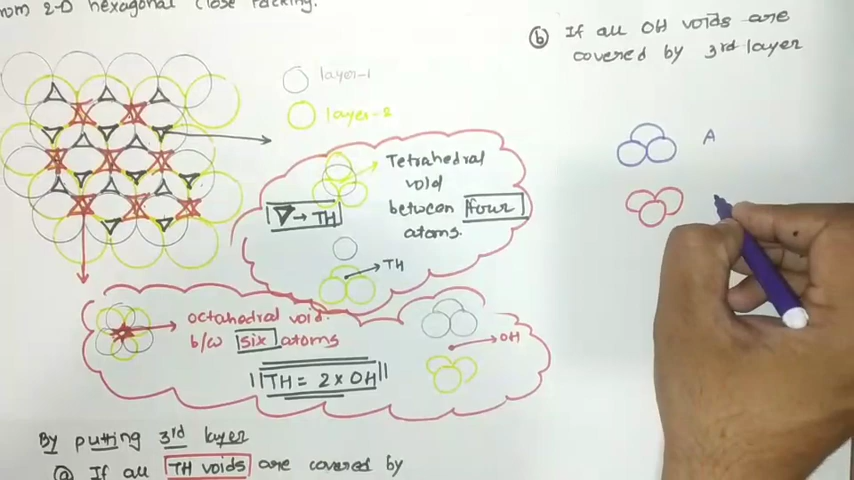 from 2-D hexagonal close packing.
layer-1
layer-2
Tetrahedral
void
between four
atoms.
▽→ TH
TH
octahedral void.
b/w six atoms
TH = 2 x OH
OH
By putting 3rd layer
(a) If all TH voids are covered by
(b) If all OH voids are
covered by 3rd layer
A